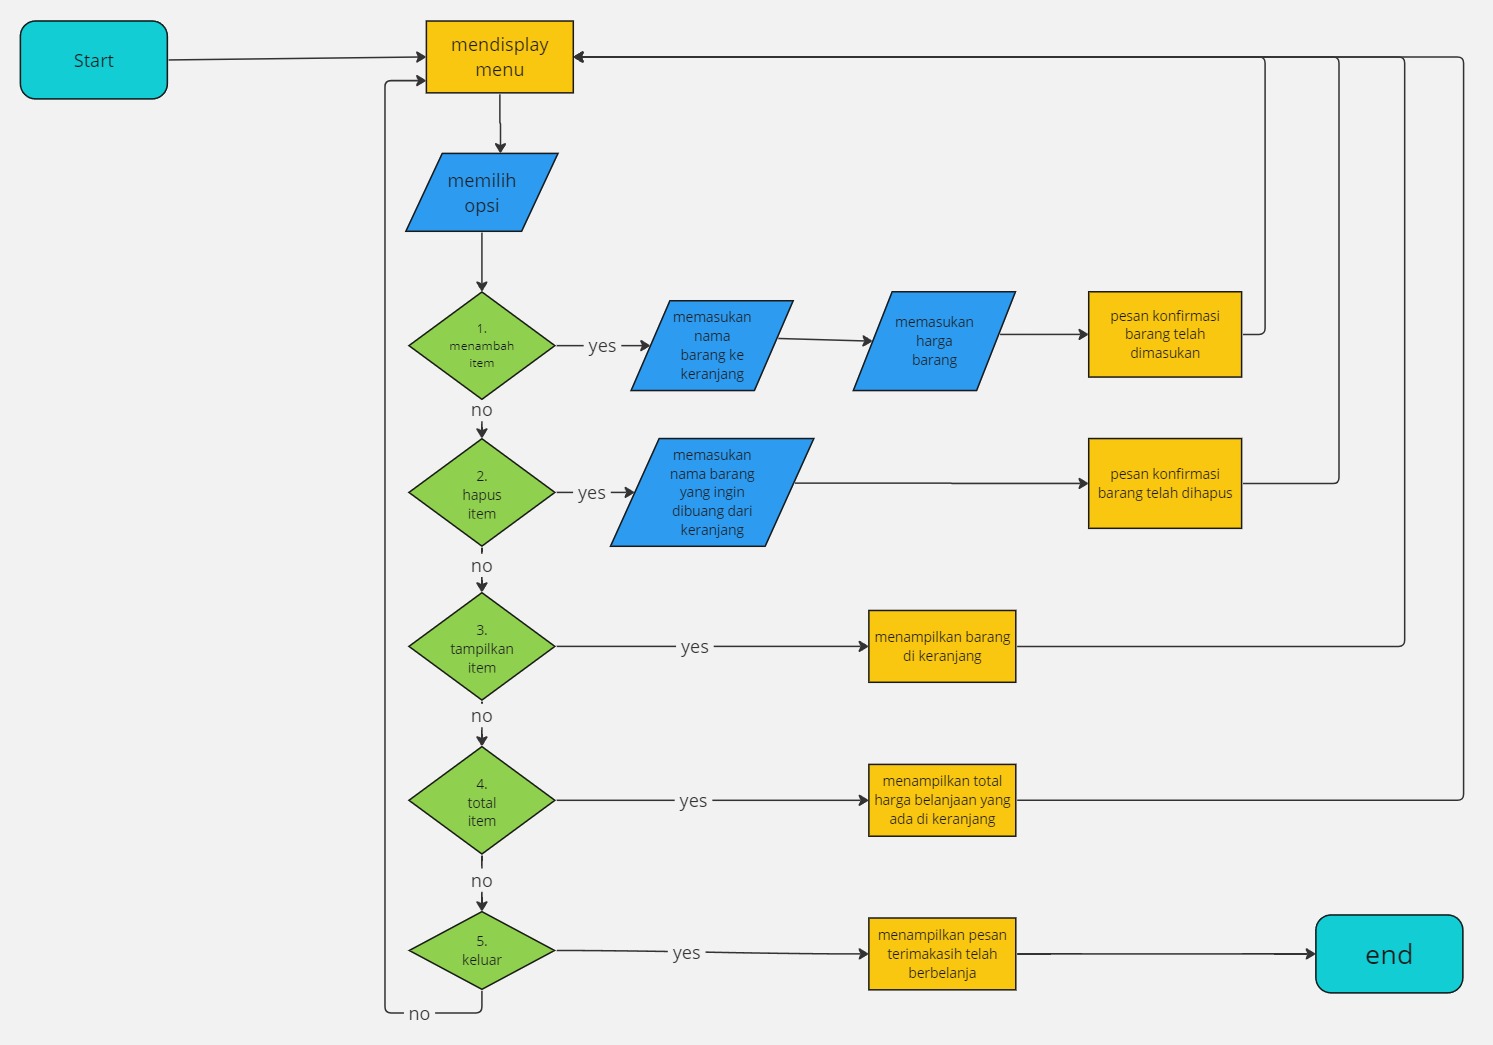 Start
mendisplay
menu
memilih
opsi
1.
menambah
item
yes
memasukan
nama
barang ke
keranjang
memasukan
harga
barang
pesan konfirmasi
barang telah
dimasukan
no
2.
hapus
item
yes
memasukan
nama barang
yang ingin
dibuang dari
keranjang
pesan konfirmasi
barang telah dihapus
no
3.
tampilkan
item
yes
menampilkan barang
di keranjang
no
4.
total
item
yes
menampilkan total
harga belanjaan yang
ada di keranjang
no
5.
keluar
yes
menampilkan pesan
terimakasih telah
berbelanja
end
no